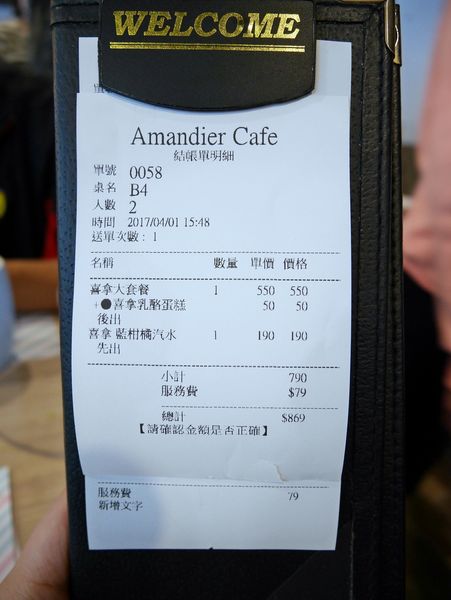 WELCOME
Amandier Cafe
結帳單明細
單號 0058
桌名 B4
人數 2
時間 2017/04/01 15:48
送單次數: 1
名稱 數量 單價 價格
喜拿大套餐 1 550 550
+●喜拿乳酪蛋糕 50 50
後出
喜拿 藍柑橘汽水 1 190 190
先出
小計 790
服務費 $79
總計 $869
【請確認金額是否正確】
服務費 79
新增文字